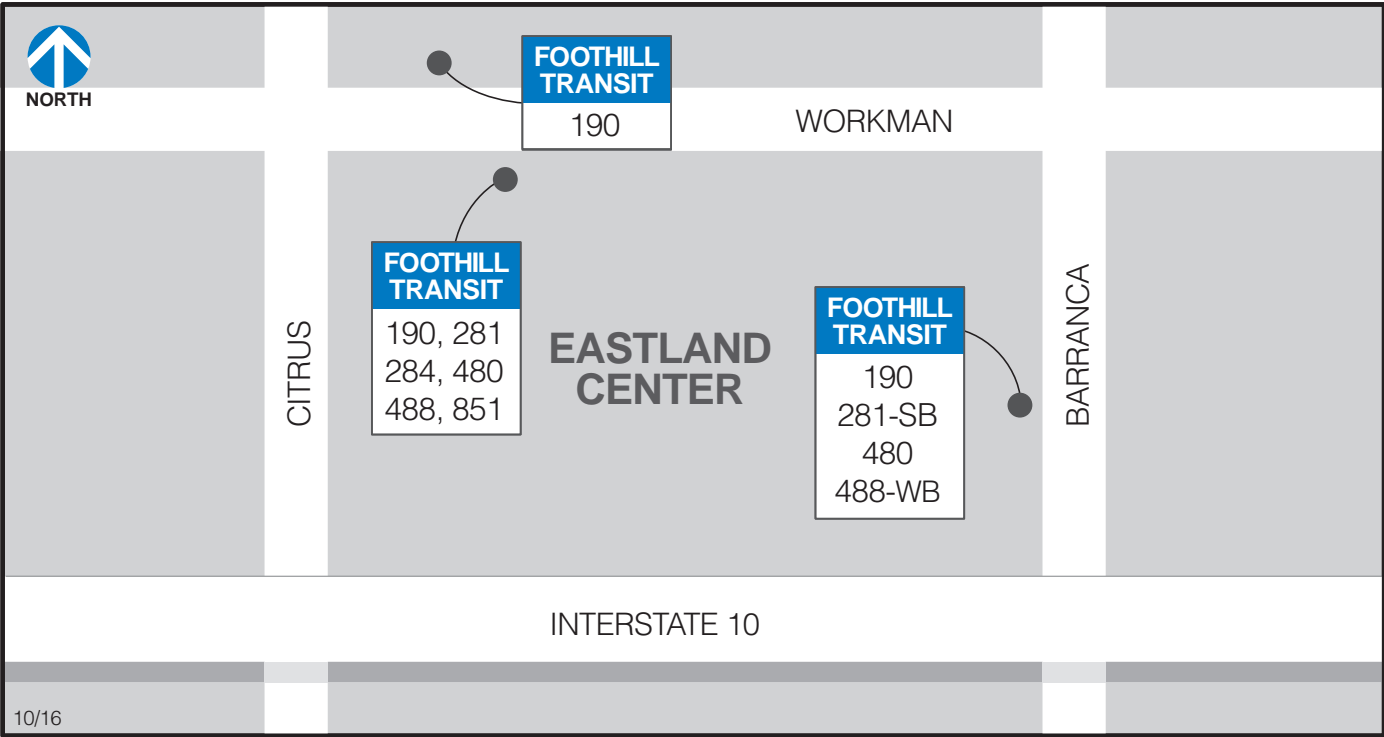 NORTH
FOOTHILL
TRANSIT
190
WORKMAN
FOOTHILL
TRANSIT
190, 281
284, 480
488, 851
CITRUS
EASTLAND
CENTER
FOOTHILL
TRANSIT
190
281-SB
480
488-WB
BARRANCA
INTERSTATE 10
10/16